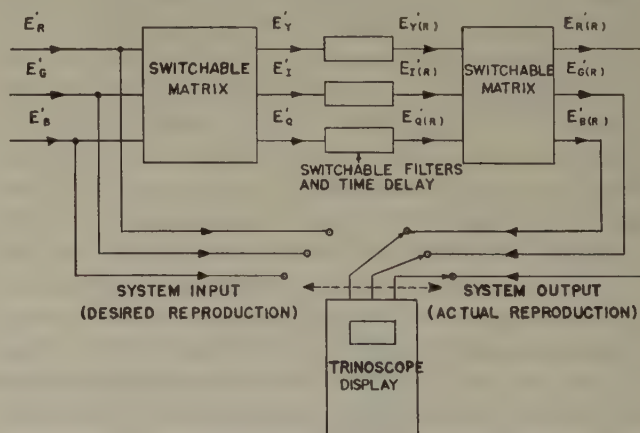 E'R
E'G
E'B
SWITCHABLE
MATRIX
E'Y
E'I
E'Q
SWITCHABLE FILTERS
AND TIME DELAY
E'Y(R)
E'I(R)
E'Q(R)
SWITCHABLE
MATRIX
E'R(R)
E'G(R)
E'B(R)
SYSTEM INPUT
(DESIRED REPRODUCTION)
SYSTEM OUTPUT
(ACTUAL REPRODUCTION)
TRINOSCOPE
DISPLAY